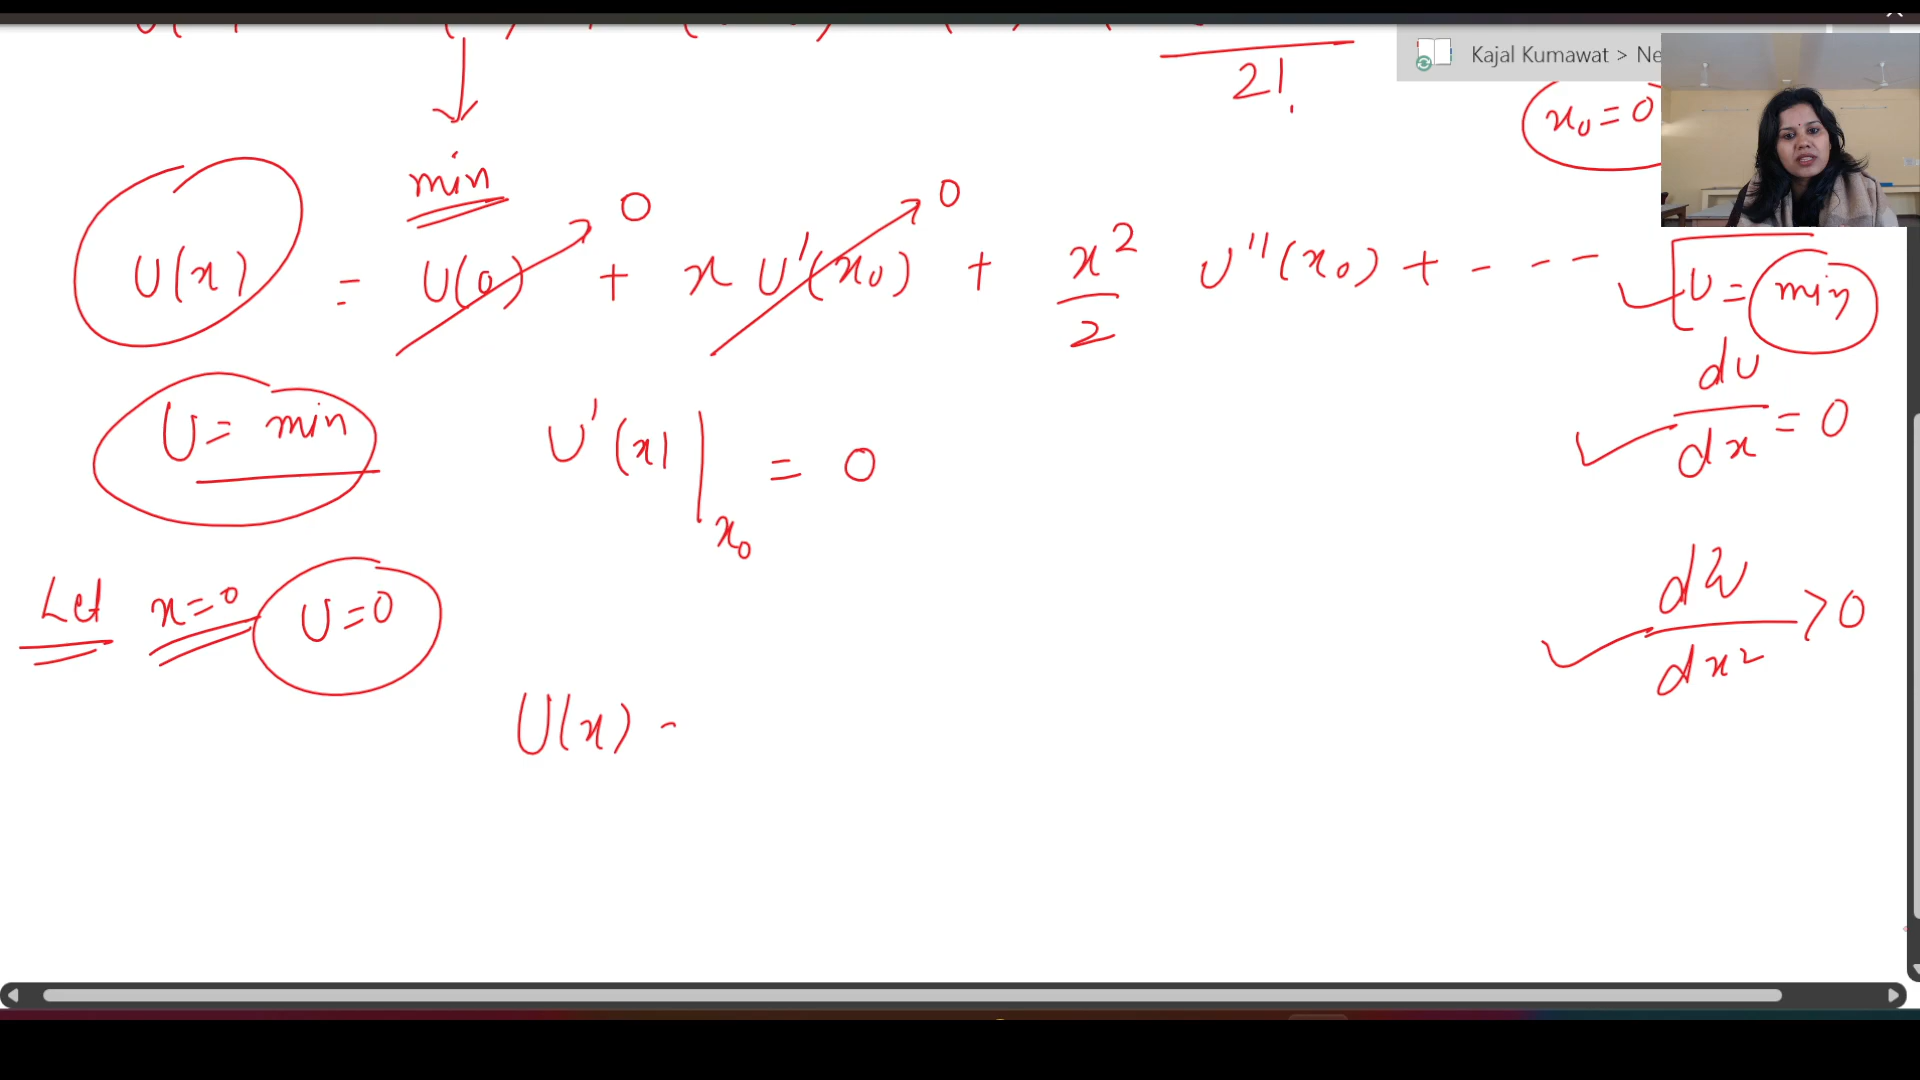 2!
Kajal Kumawat > Ne
x₀ = 0
min
0
0
U(x) = U(0) + x U'(x₀) + x²/2 U''(x₀) + - - -
U = min
dU/dx = 0
U = min
U'(x)|x₀ = 0
d²U/dx² > 0
Let x=0 U=0
U(x) -